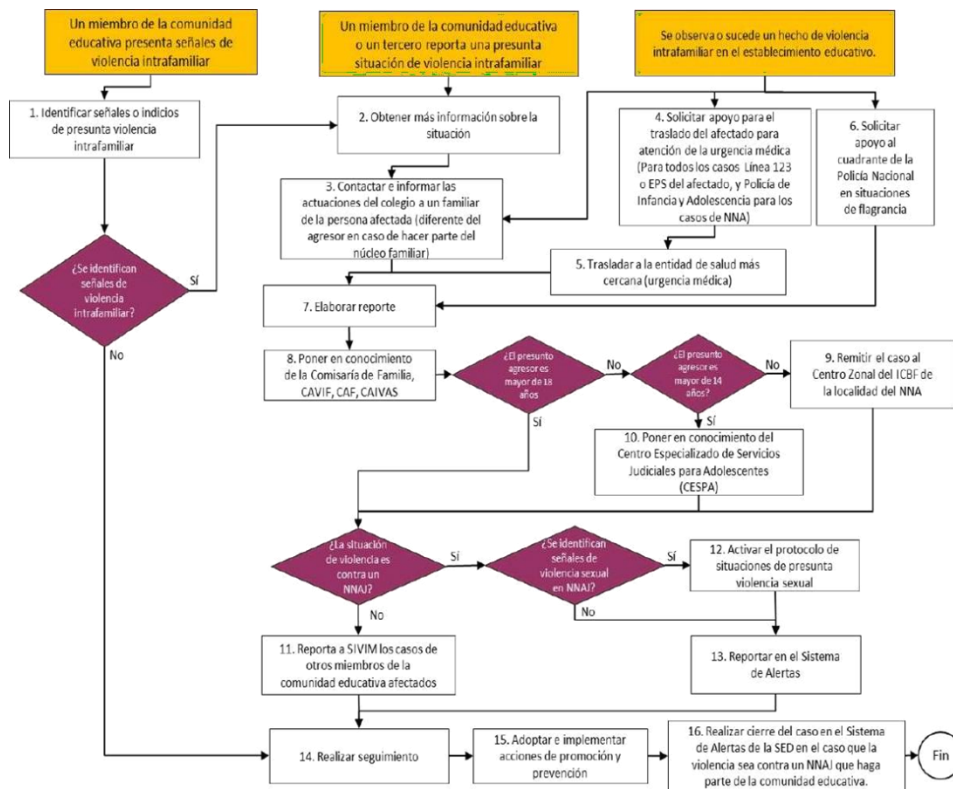 Un miembro de la comunidad
educativa presenta señales de
violencia intrafamiliar
Un miembro de la comunidad educativa
o un tercero reporta una presunta
situación de violencia intrafamiliar
Se observa o sucede un hecho de violencia
intrafamiliar en el establecimiento educativo.
1. Identificar señales o indicios
de presunta violencia
intrafamiliar
2. Obtener más información sobre la
situación
3. Contactar e informar las
actuaciones del colegio a un familiar
de la persona afectada (diferente del
agresor en caso de hacer parte del
núcleo familiar)
4. Solicitar apoyo para el
traslado del afectado para
atención de la urgencia médica
(Para todos los casos Línea 123
o EPS del afectado, y Policía de
Infancia y Adolescencia para los
casos de NNA)
6. Solicitar
apoyo al
cuadrante de la
Policía Nacional
en situaciones
de flagrancia
5. Trasladar a la entidad de salud más
cercana (urgencia médica)
¿Se identifican
señales de
violencia
intrafamiliar?
Sí
No
7. Elaborar reporte
8. Poner en conocimiento
de la Comisaría de Familia,
CAVIF, CAF, CAIVAS
¿El presunto
agresor es
mayor de 18
años
No
Sí
¿El presunto
agresor es
mayor de 14
años?
No
Sí
9. Remitir el caso al
Centro Zonal del ICBF de
la localidad del NNA
10. Poner en conocimiento del
Centro Especializado de Servicios
Judiciales para Adolescentes
(CESPA)
¿La situación
de violencia es
contra un
NNAJ?
Sí
No
¿Se identifican
señales de
violencia sexual
en NNAJ?
Sí
No
12. Activar el protocolo de
situaciones de presunta
violencia sexual
11. Reporta a SIVIM los casos de
otros miembros de la
comunidad educativa afectados
13. Reportar en el Sistema
de Alertas
14. Realizar seguimiento
15. Adoptar e implementar
acciones de promoción y
prevención
16. Realizar cierre del caso en el Sistema
de Alertas de la SED en el caso que la
violencia sea contra un NNAJ que haga
parte de la comunidad educativa.
Fin